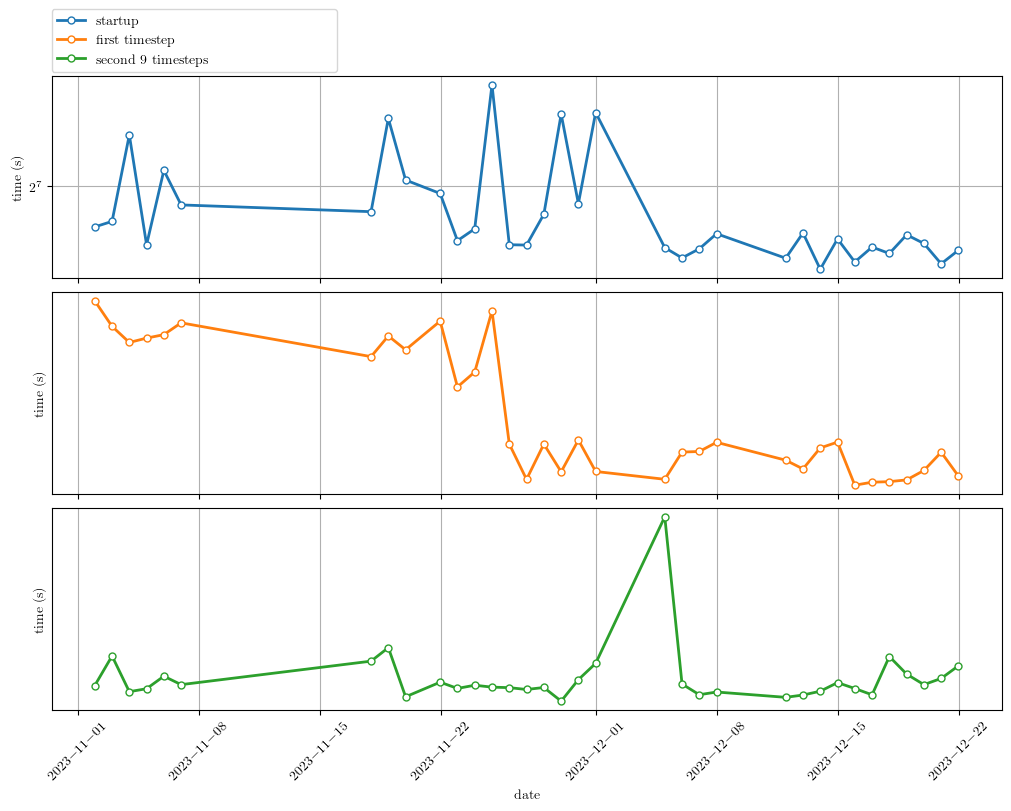 startup
first timestep
second 9 timesteps
time (s)
2^7
time (s)
time (s)
2023−11−01
2023−11−08
2023−11−15
2023−11−22
2023−12−01
2023−12−08
2023−12−15
2023−12−22
date